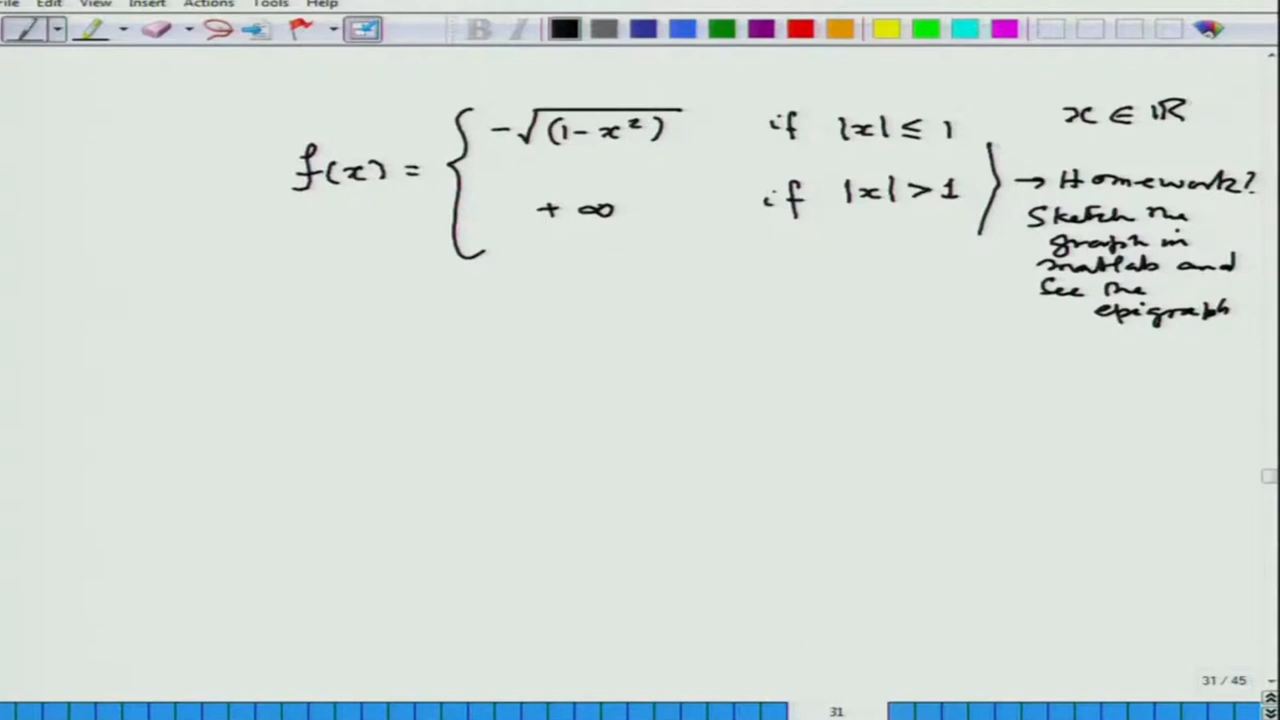 File Edit View Insert Actions Tools Help
f(x) = { -√(1-x²) if |x| ≤ 1
+ ∞ if |x| > 1
x ∈ ℝ
→ Homework?
Sketch the
graph in
matlab and
See the
epigraph
31 / 45
31